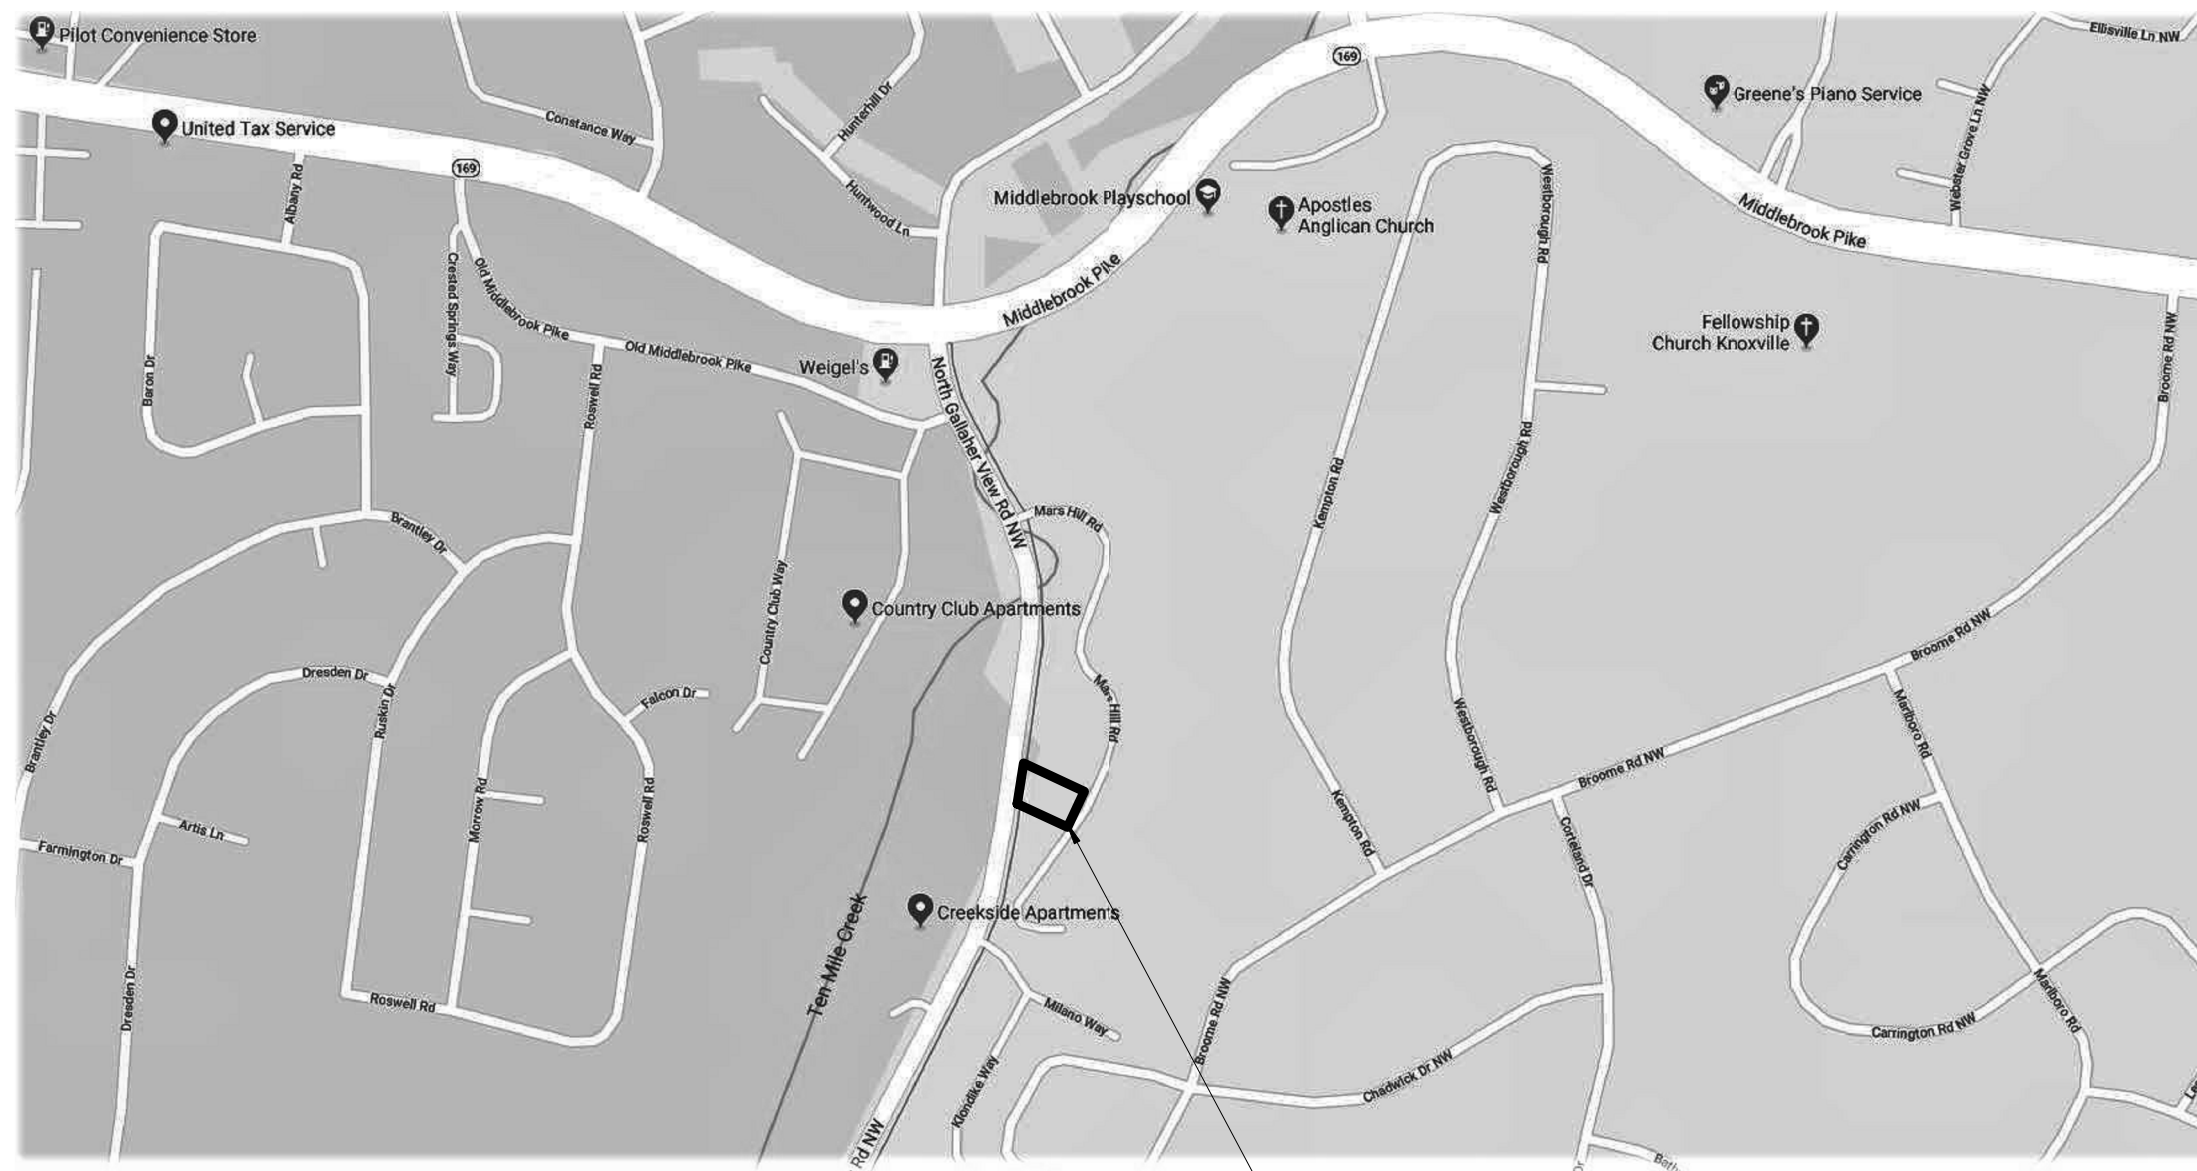 Pilot Convenience Store
169
Ellisville Ln NW
Greene's Piano Service
United Tax Service
Constance Way
Hunterhill Dr
Webster Grove Ln NW
169
Albany Rd
Huntwood Ln
Middlebrook Playschool
Apostles
Anglican Church
Westborough Rd
Middlebrook Pike
Crested Springs Way
Old Middlebrook Pike
Middlebrook Pike
Fellowship
Church Knoxville
Broome Rd NW
Baron Dr
Roswell Rd
Old Middlebrook Pike
Weigel's
North Gallaher View Rd NW
Kempton Rd
Westborough Rd
Brantley Dr
Mars Hill Rd
Country Club Way
Country Club Apartments
Broome Rd NW
Dresden Dr
Ruskin Dr
Falcon Dr
Mars Hill Rd
Westborough Rd
Marlboro Rd
Brantley Dr
Broome Rd NW
Morrow Rd
Roswell Rd
Kempton Rd
Artis Ln
Farmington Dr
Corteland Dr
Carrington Rd NW
Creekside Apartments
Ten Mile Creek
Dresden Dr
Roswell Rd
Milano Way
Broome Rd NW
Carrington Rd NW
Marlboro Rd
Klondike Way
Chadwick Dr NW
Rd NW
Dr